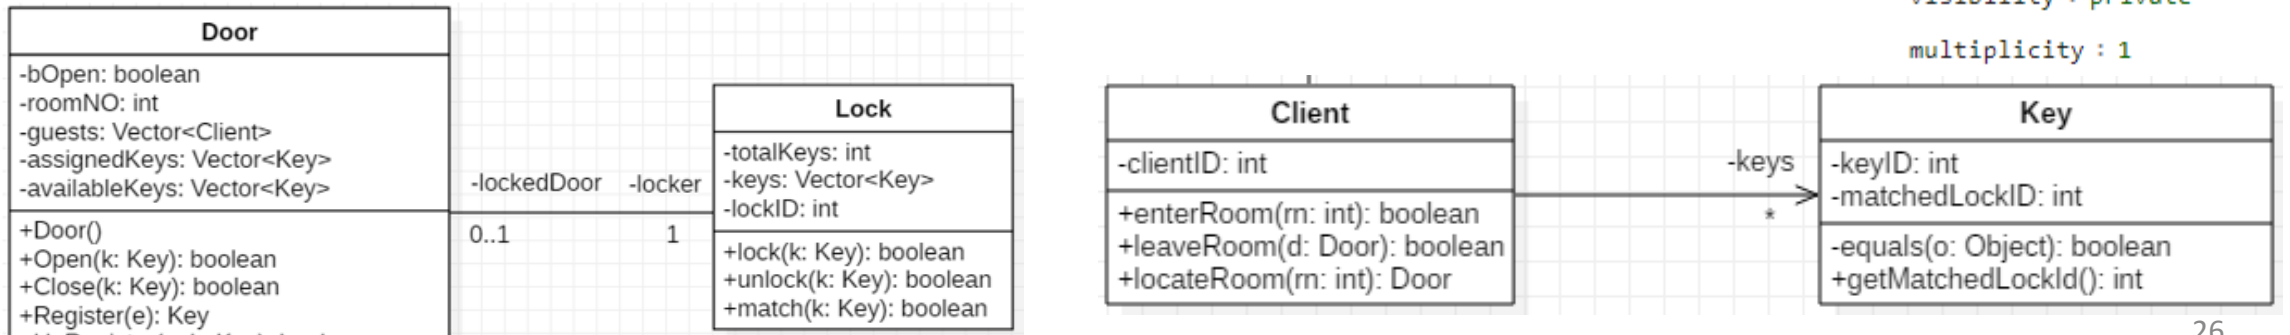 Door
-bOpen: boolean
-roomNO: int
-guests: Vector<Client>
-assignedKeys: Vector<Key>
-availableKeys: Vector<Key>
+Door()
+Open(k: Key): boolean
+Close(k: Key): boolean
+Register(e): Key
-lockedDoor
-locker
0..1
1
Lock
-totalKeys: int
-keys: Vector<Key>
-lockID: int
+lock(k: Key): boolean
+unlock(k: Key): boolean
+match(k: Key): boolean
visibility : private
multiplicity : 1
Client
-clientID: int
+enterRoom(rn: int): boolean
+leaveRoom(d: Door): boolean
+locateRoom(rn: int): Door
-keys
*
Key
-keyID: int
-matchedLockID: int
-equals(o: Object): boolean
+getMatchedLockId(): int
26